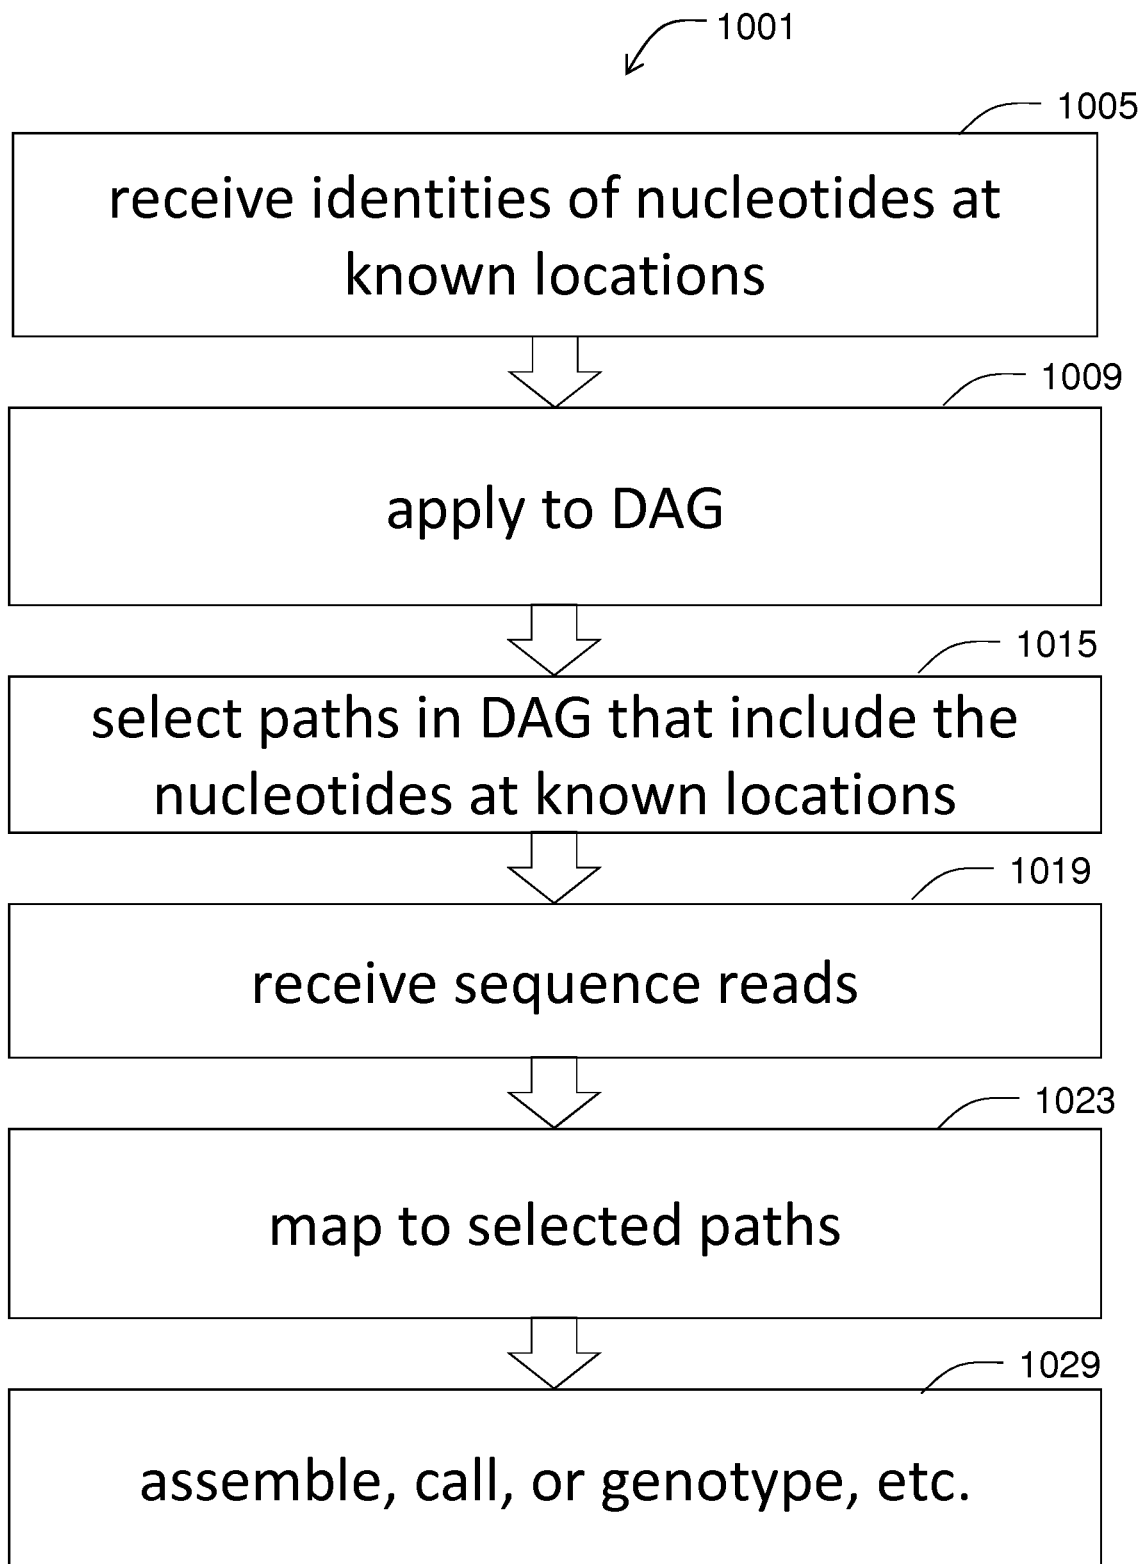 1001
1005
receive identities of nucleotides at
known locations
1009
apply to DAG
1015
select paths in DAG that include the
nucleotides at known locations
1019
receive sequence reads
1023
map to selected paths
1029
assemble, call, or genotype, etc.